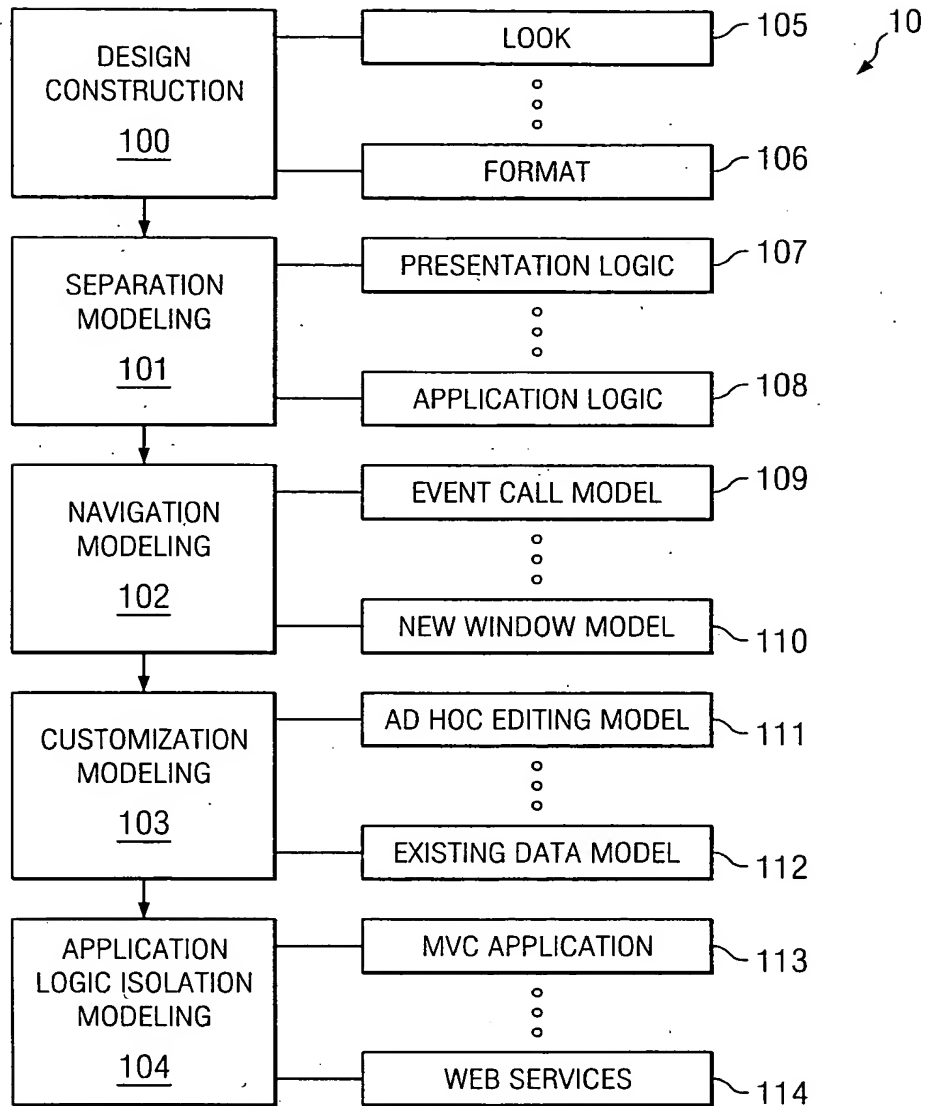 10
DESIGN
CONSTRUCTION
100
LOOK
105
FORMAT
106
SEPARATION
MODELING
101
PRESENTATION LOGIC
107
APPLICATION LOGIC
108
NAVIGATION
MODELING
102
EVENT CALL MODEL
109
NEW WINDOW MODEL
110
CUSTOMIZATION
MODELING
103
AD HOC EDITING MODEL
111
EXISTING DATA MODEL
112
APPLICATION
LOGIC ISOLATION
MODELING
104
MVC APPLICATION
113
WEB SERVICES
114